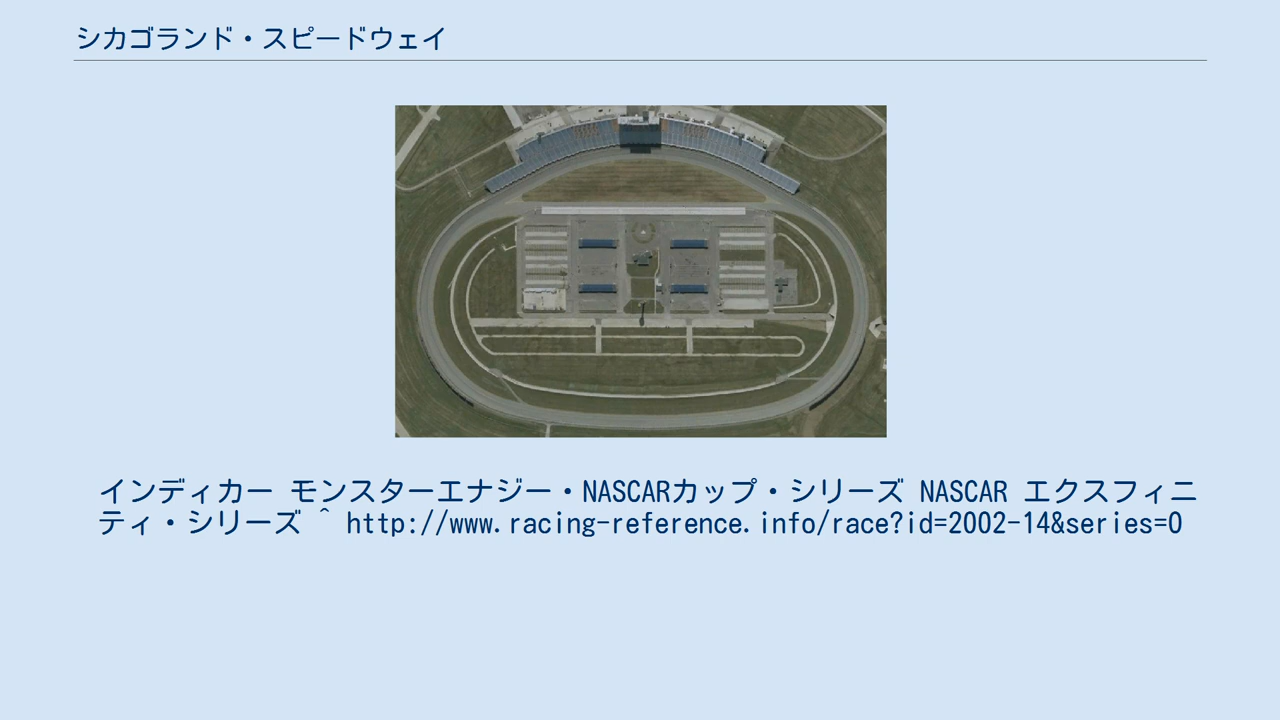 シカゴランド・スピードウェイ
インディカー モンスターエナジー・NASCARカップ・シリーズ NASCAR エクスフィニ
ティ・シリーズ ^ http://www.racing-reference.info/race?id=2002-14&series=O